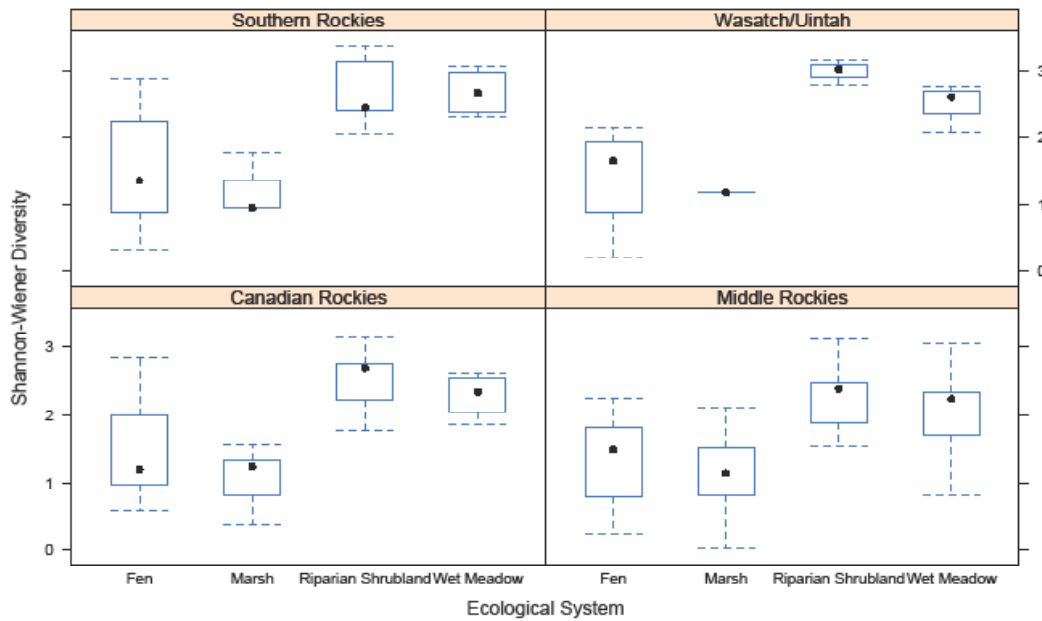 Southern Rockies
Wasatch/Uintah
3
2
1
0
Canadian Rockies
Middle Rockies
3
2
1
0
Shannon-Wiener Diversity
Fen
Marsh
Riparian Shrubland
Wet Meadow
Fen
Marsh
Riparian Shrubland
Wet Meadow
Ecological System